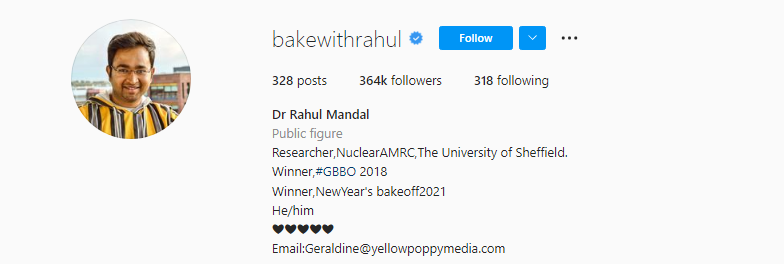 bakewithrahul Follow
328 posts 364k followers 318 following
Dr Rahul Mandal
Public figure
Researcher,NuclearAMRC,The University of Sheffield.
Winner,#GBBO 2018
Winner,NewYear's bakeoff2021
He/him
🖤🖤🖤🖤🖤
Email:Geraldine@yellowpoppymedia.com